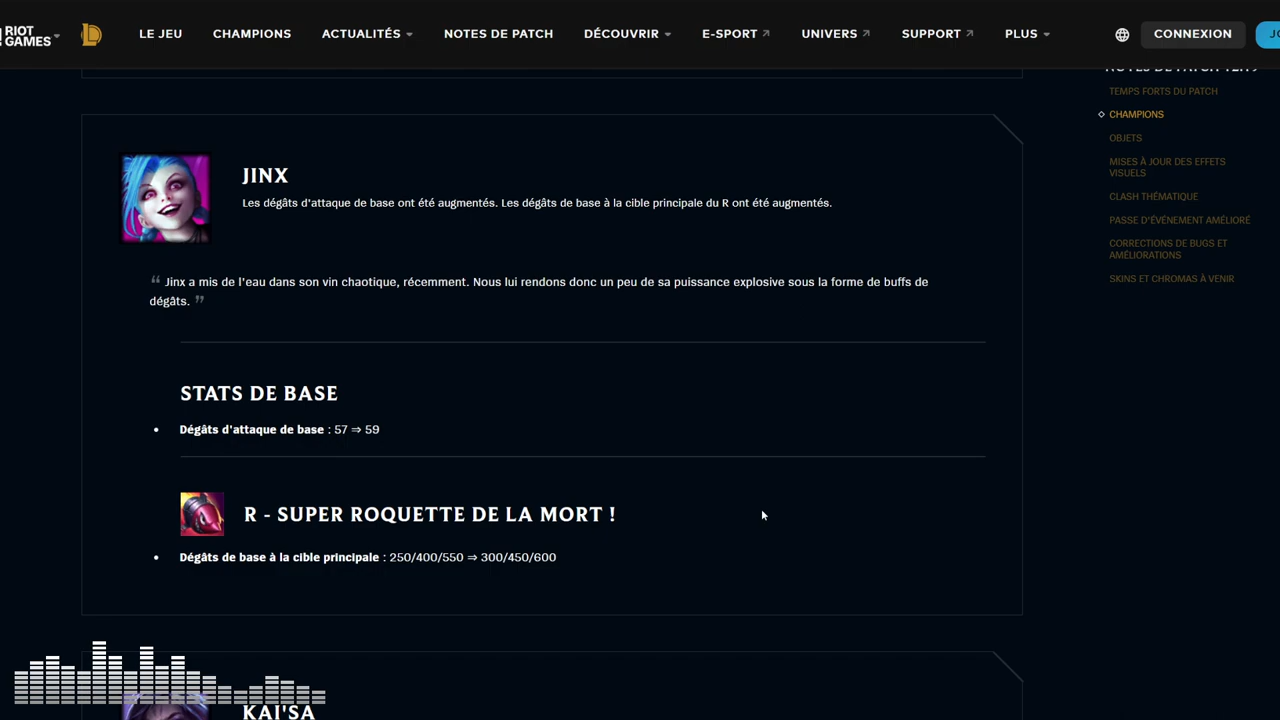 RIOT GAMES
LE JEU
CHAMPIONS
ACTUALITÉS
NOTES DE PATCH
DÉCOUVRIR
E-SPORT
UNIVERS
SUPPORT
PLUS
CONNEXION
TEMPS FORTS DU PATCH
CHAMPIONS
OBJETS
MISES À JOUR DES EFFETS
VISUELS
CLASH THÉMATIQUE
PASSE D'ÉVÉNEMENT AMÉLIORÉ
CORRECTIONS DE BUGS ET
AMÉLIORATIONS
SKINS ET CHROMAS À VENIR
JINX
Les dégâts d'attaque de base ont été augmentés. Les dégâts de base à la cible principale du R ont été augmentés.
“ Jinx a mis de l'eau dans son vin chaotique, récemment. Nous lui rendons donc un peu de sa puissance explosive sous la forme de buffs de
dégâts. ”
STATS DE BASE
• Dégâts d'attaque de base : 57 ⇒ 59
R - SUPER ROQUETTE DE LA MORT !
• Dégâts de base à la cible principale : 250/400/550 ⇒ 300/450/600
KAI'SA